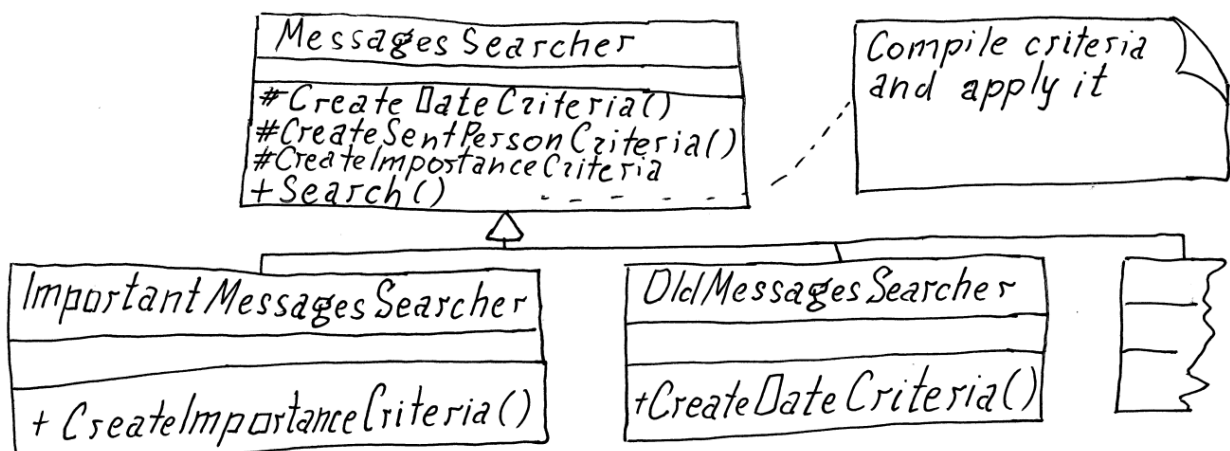 MessagesSearcher
#CreateDateCriteria()
#CreateSentPersonCriteria()
#CreateImportanceCriteria
+Search()
Compile criteria
and apply it
ImportantMessagesSearcher
+ CreateImportanceCriteria()
OldMessagesSearcher
+CreateDateCriteria()